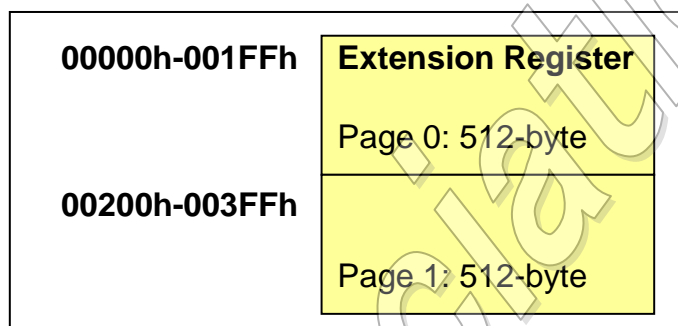 00000h-001FFh Extension Register
Page 0: 512-byte
00200h-003FFh
Page 1: 512-byte